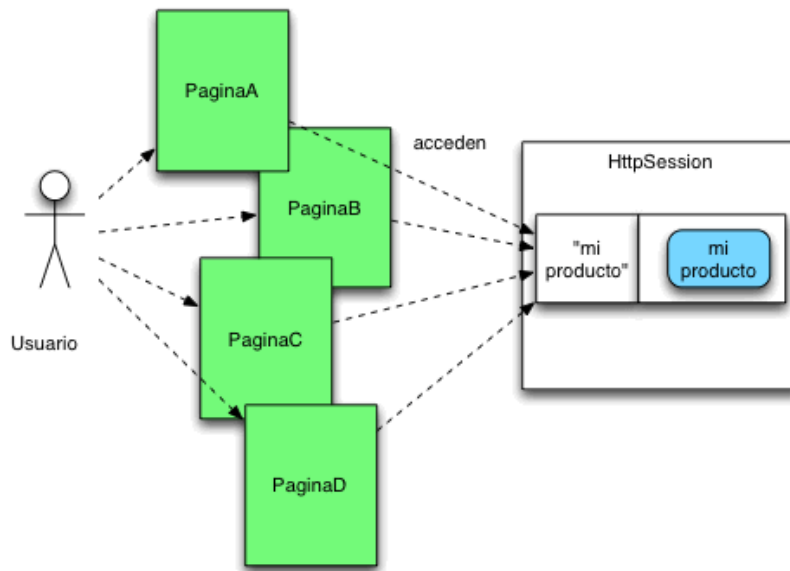 PaginaA
acceden
HttpSession
PaginaB
"mi
producto"
mi
producto
Usuario
PaginaC
PaginaD